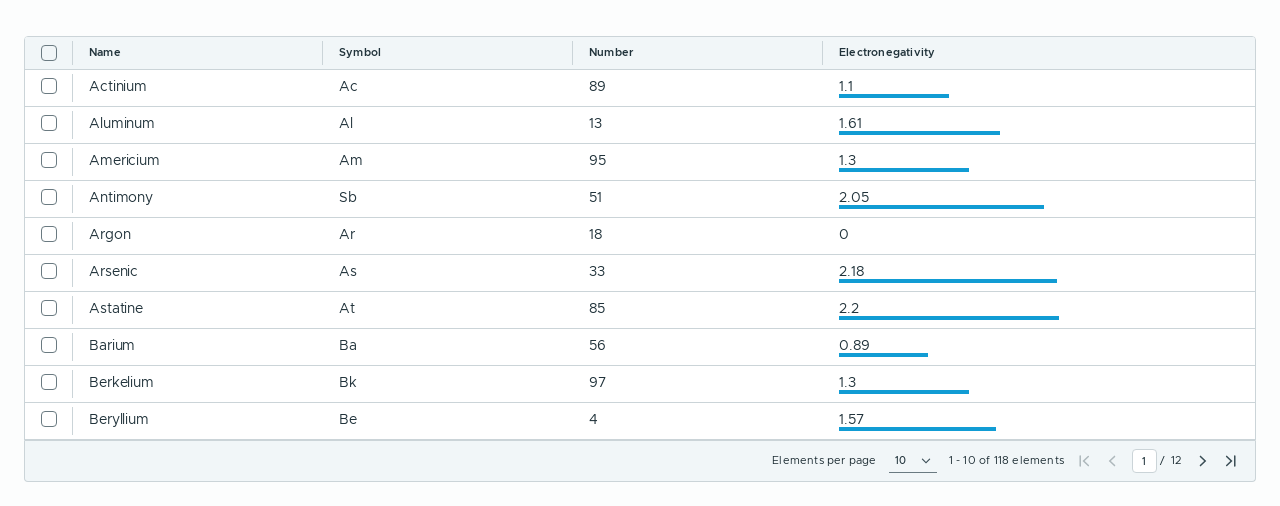 Name Symbol Number Electronegativity
Actinium Ac 89 1.1
Aluminum Al 13 1.61
Americium Am 95 1.3
Antimony Sb 51 2.05
Argon Ar 18 0
Arsenic As 33 2.18
Astatine At 85 2.2
Barium Ba 56 0.89
Berkelium Bk 97 1.3
Beryllium Be 4 1.57
Elements per page 10 1 - 10 of 118 elements 1 / 12